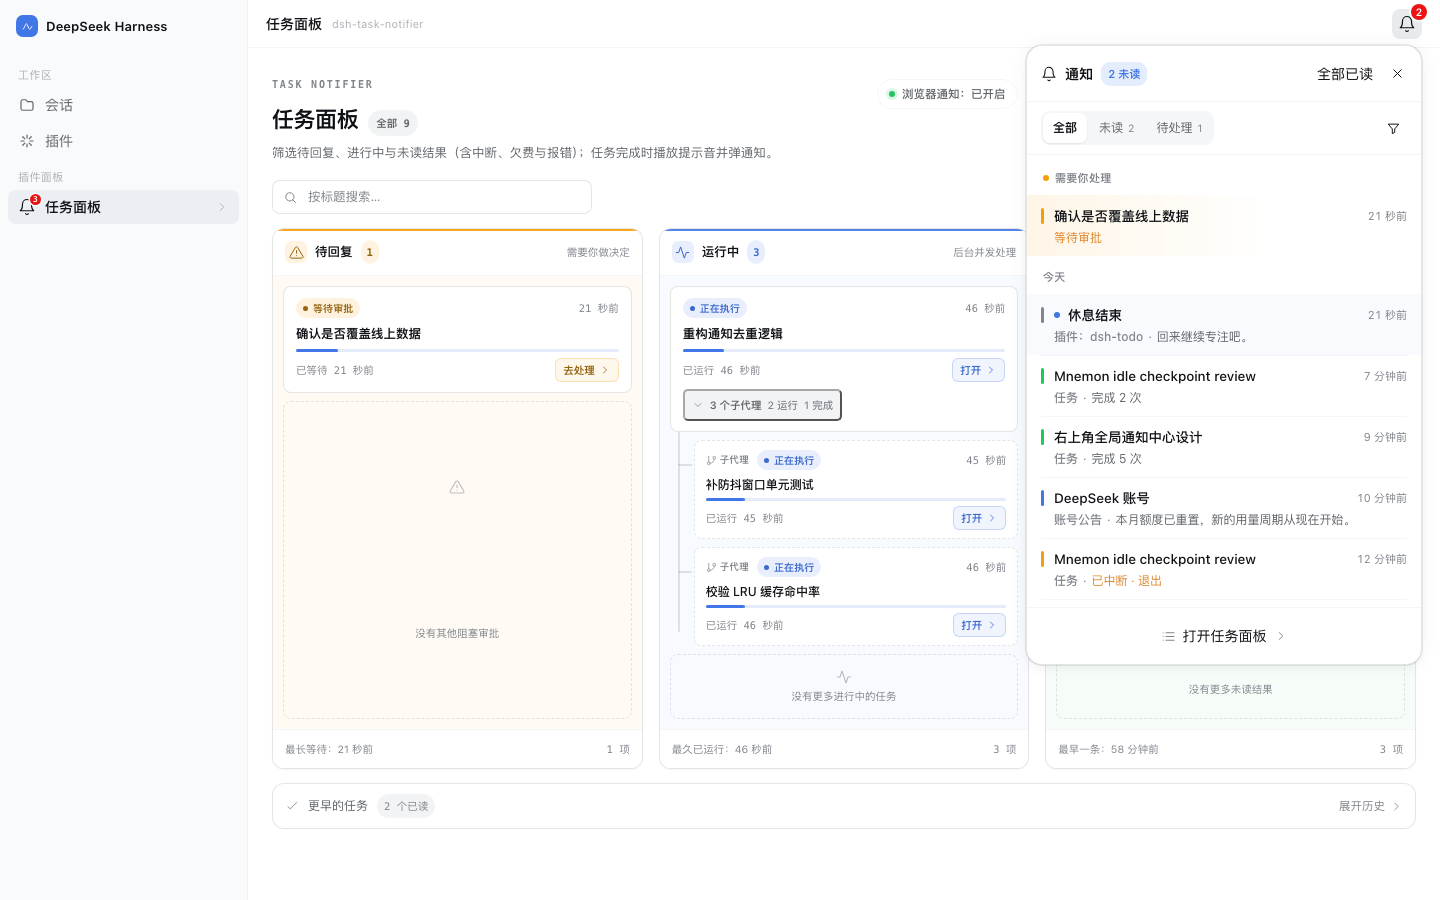 DeepSeek Harness
工作区
会话
插件
插件面板
3
任务面板
任务面板 dsh-task-notifier
2
TASK NOTIFIER
任务面板 全部 9
浏览器通知：已开启
筛选待回复、进行中与未读结果（含中断、欠费与报错）；任务完成时播放提示音并弹通知。
按标题搜索...
待回复 1 需要你做决定
等待审批 21 秒前
确认是否覆盖线上数据
已等待 21 秒前 去处理
没有其他阻塞审批
最长等待：21 秒前 1 项
运行中 3 后台并发处理
正在执行 46 秒前
重构通知去重逻辑
已运行 46 秒前 打开
3 个子代理 2 运行 1 完成
子代理 正在执行 45 秒前
补防抖窗口单元测试
已运行 45 秒前 打开
子代理 正在执行 46 秒前
校验 LRU 缓存命中率
已运行 46 秒前 打开
没有更多进行中的任务
最久已运行：46 秒前 3 项
没有更多未读结果
最早一条：58 分钟前 3 项
更早的任务 2 个已读 展开历史
通知 2 未读 全部已读
全部 未读 2 待处理 1
需要你处理
确认是否覆盖线上数据 21 秒前
等待审批
今天
休息结束 21 秒前
插件：dsh-todo · 回来继续专注吧。
Mnemon idle checkpoint review 7 分钟前
任务 · 完成 2 次
右上角全局通知中心设计 9 分钟前
任务 · 完成 5 次
DeepSeek 账号 10 分钟前
账号公告 · 本月额度已重置，新的用量周期从现在开始。
Mnemon idle checkpoint review 12 分钟前
任务 · 已中断 · 退出
打开任务面板